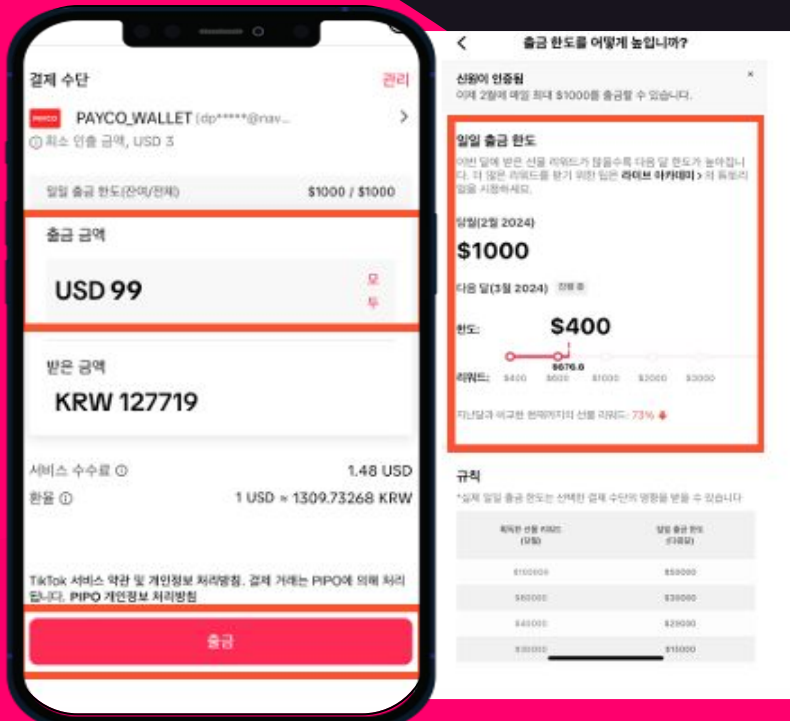 결제 수단
관리
PAYCO_WALLET (dp*****@nav...
최소 인출 금액, USD 3
일일 출금 한도(잔여/전체)
$1000 / $1000
출금 금액
USD 99
모
두
받은 금액
KRW 127719
서비스 수수료
1.48 USD
환율
1 USD ≈ 1309.73268 KRW
TikTok 서비스 약관 및 개인정보 처리방침. 결제 거래는 PIPO에 의해 처리
됩니다. PIPO 개인정보 처리방침
출금
출금 한도를 어떻게 높입니까?
신원이 인증됨
이제 2월에 매일 최대 $1000를 출금할 수 있습니다.
일일 출금 한도
이번 달에 받은 선물 리워드가 많을수록 다음 달 한도가 높아집니
다. 더 많은 리워드를 받기 위한 팁은 라이브 아카데미 > 의 튜토리
얼을 시청하세요.
당월(2월 2024)
$1000
다음 달(3월 2024)
진행 중
한도:
$400
$676.6
리워드:
$400
$600
$1000
$2000
$3000
지난달과 비교한 현재까지의 선물 리워드: 73%
규칙
*실제 일일 출금 한도는 선택한 결제 수단의 영향을 받을 수 있습니다
획득한 선물 리워드
(당월)
일일 출금 한도
(다음달)
$100000
$50000
$60000
$30000
$40000
$20000
$30000
$15000